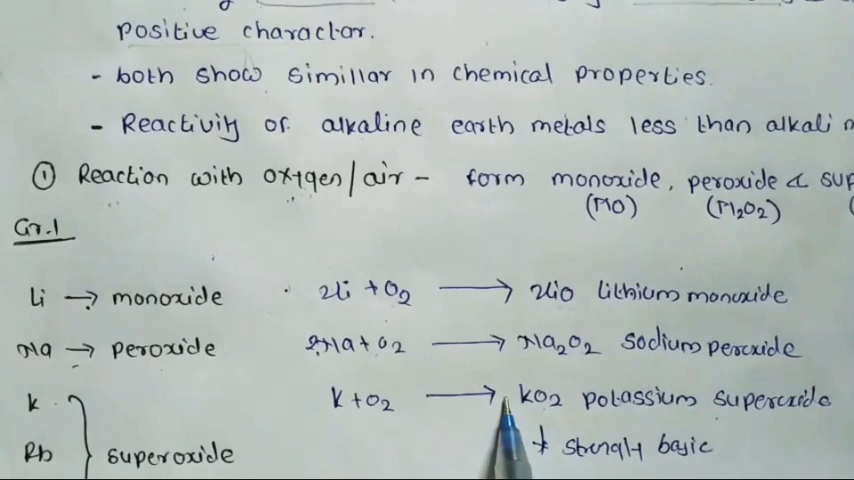 positive charactor.
- both show simillar in chemical properties.
- Reactivity of alkaline earth metals less than alkali
① Reaction with oxygen/air - form monoxide, peroxide & sup
(MO) (M2O2) (
Gr.1
Li → monoxide 2Li + O2 → 2LiO lithium monoxide
Na → peroxide 2Na + O2 → Na2O2 sodium peroxide
K K + O2 → KO2 potassium superoxide
Rb } superoxide * strongly basic